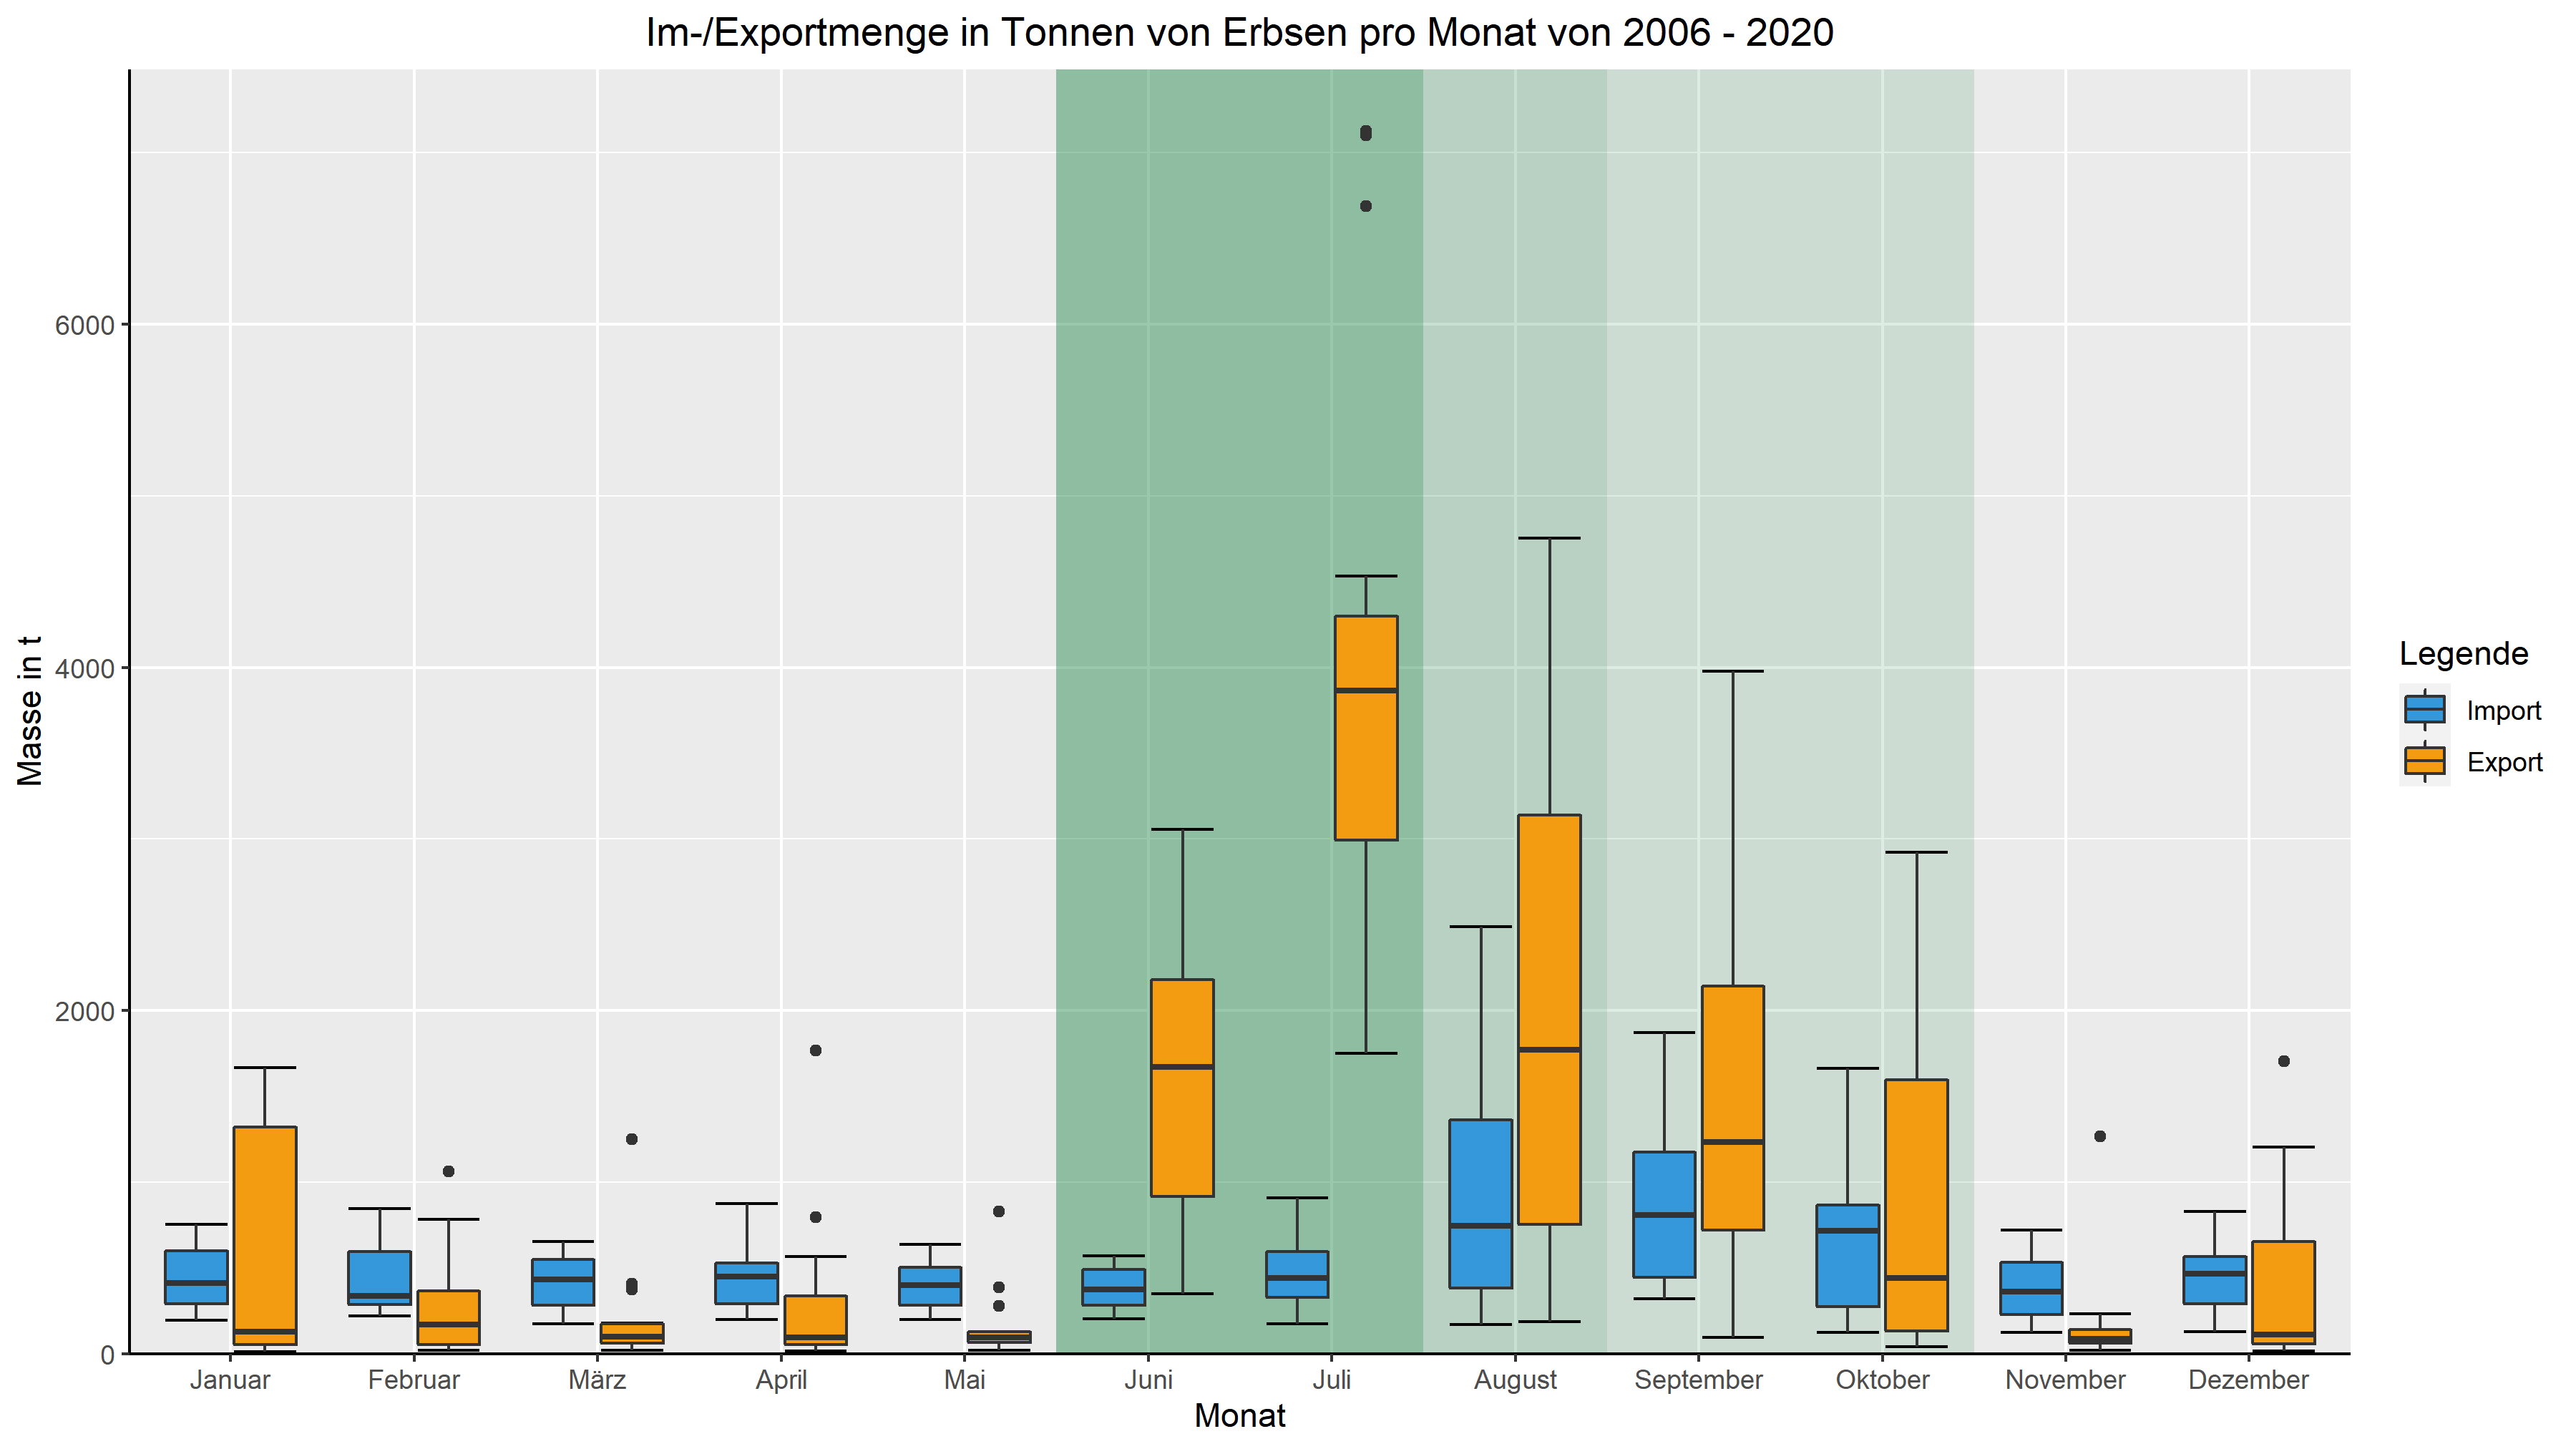 Im-/Exportmenge in Tonnen von Erbsen pro Monat von 2006 - 2020
Masse in t
6000
4000
2000
0
Januar Februar März April Mai Juni Juli August September Oktober November Dezember
Monat
Legende
Import
Export